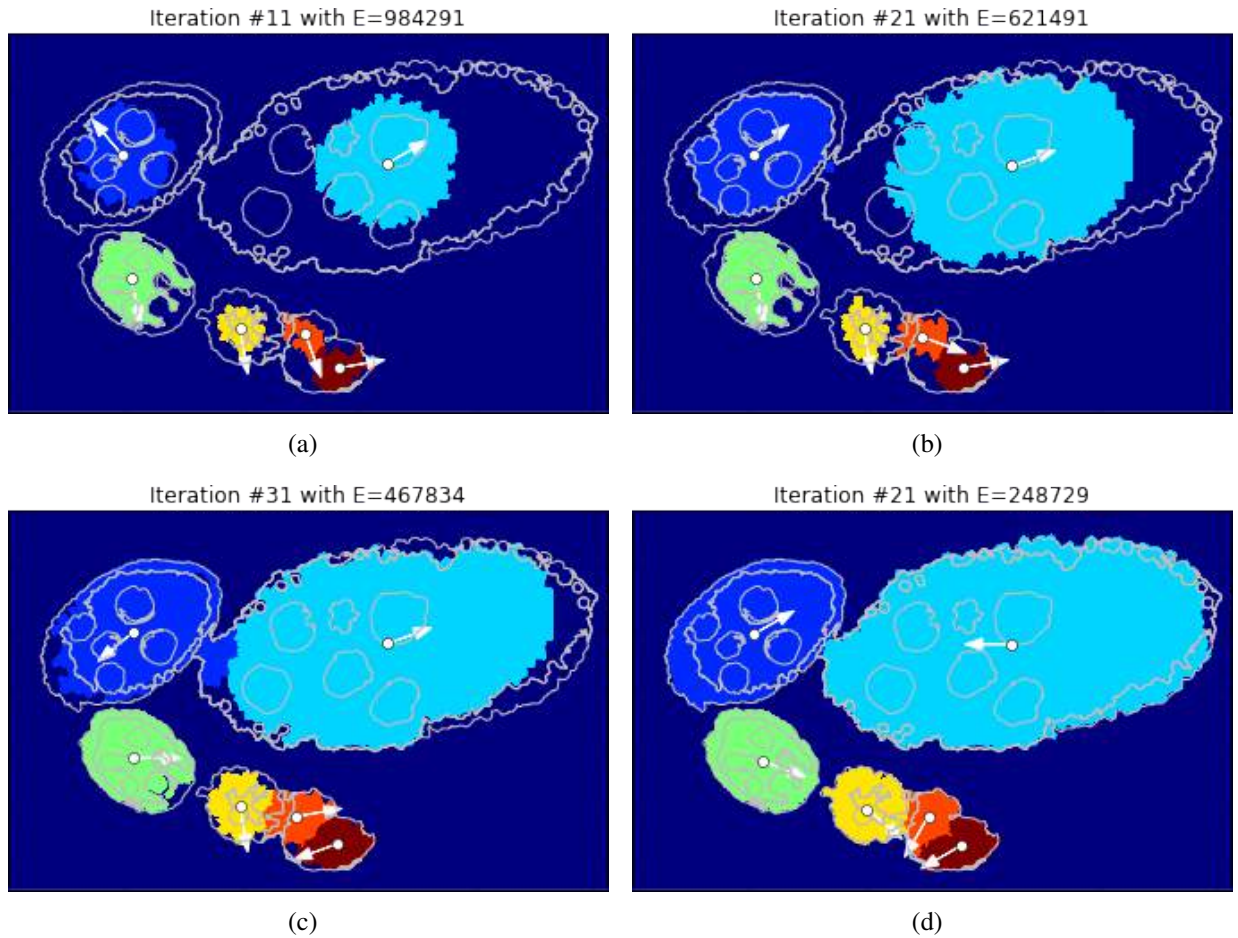 Iteration #11 with E=984291
Iteration #21 with E=621491
(a)
(b)
Iteration #31 with E=467834
Iteration #21 with E=248729
(c)
(d)